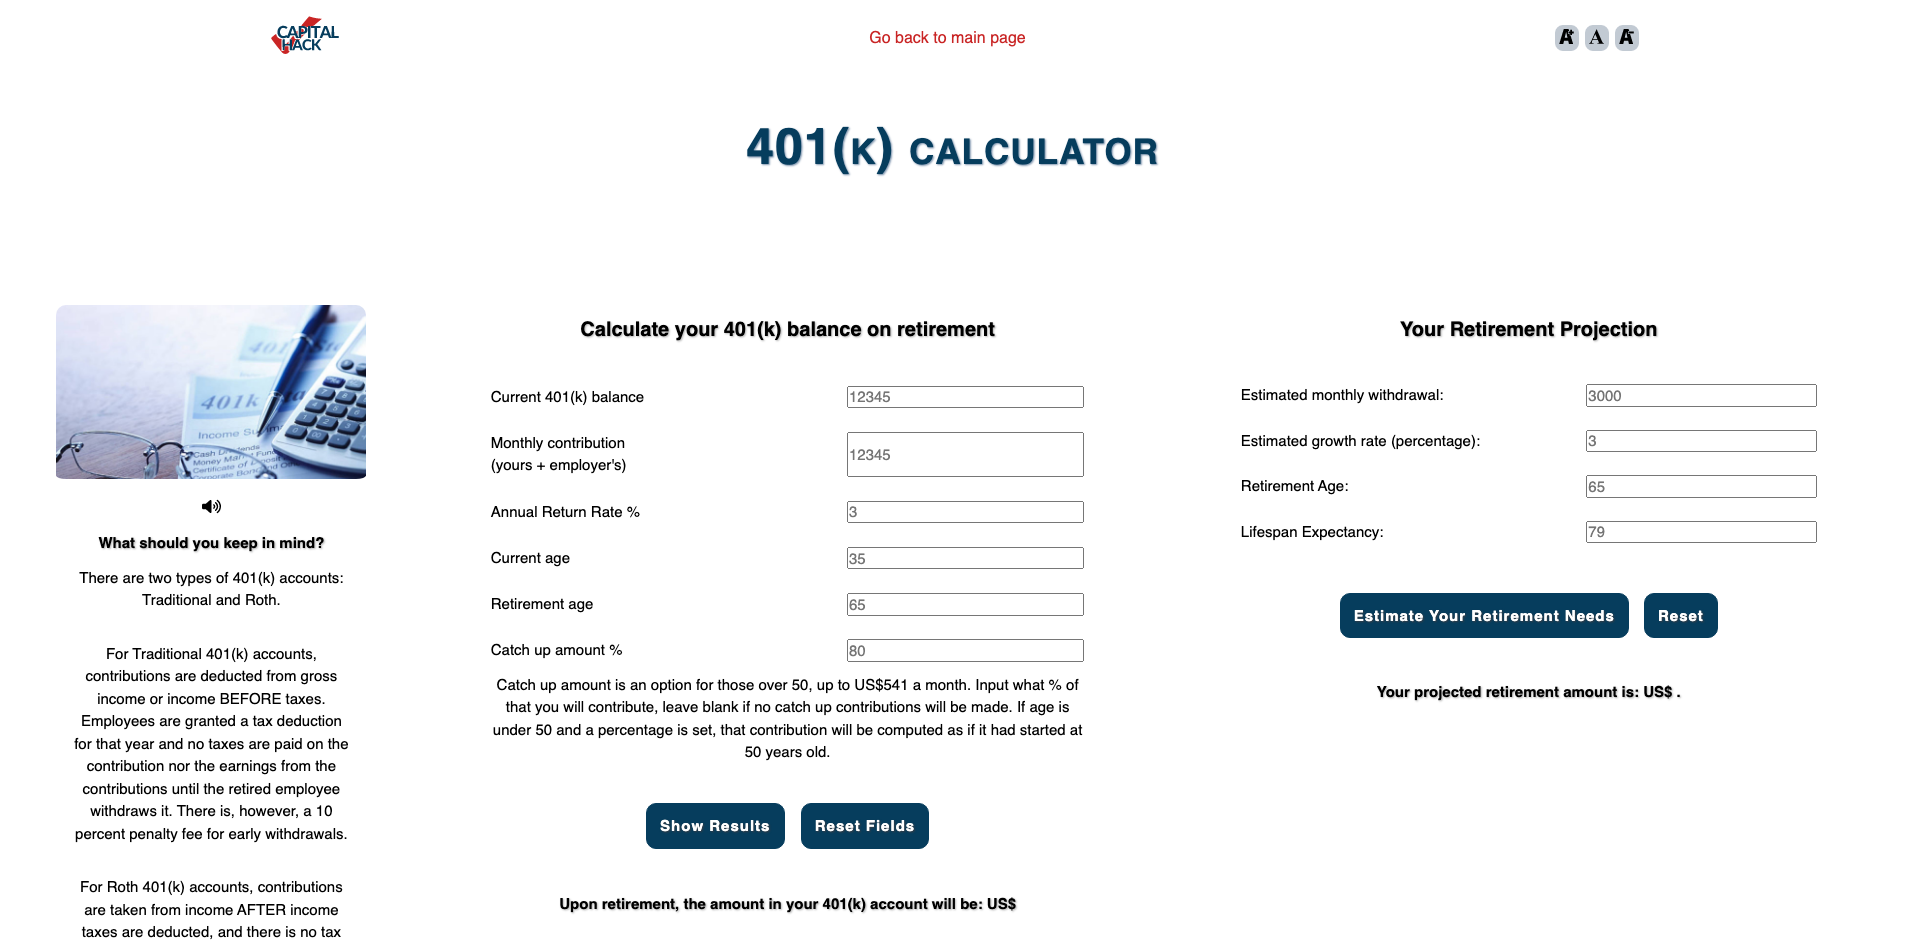 CAPITAL
HACK
Go back to main page
A+ A A-
401(K) CALCULATOR
401k
Income Summ
What should you keep in mind?
There are two types of 401(k) accounts:
Traditional and Roth.
For Traditional 401(k) accounts,
contributions are deducted from gross
income or income BEFORE taxes.
Employees are granted a tax deduction
for that year and no taxes are paid on the
contribution nor the earnings from the
contributions until the retired employee
withdraws it. There is, however, a 10
percent penalty fee for early withdrawals.
For Roth 401(k) accounts, contributions
are taken from income AFTER income
taxes are deducted, and there is no tax
Calculate your 401(k) balance on retirement
Current 401(k) balance 12345
Monthly contribution
(yours + employer's) 12345
Annual Return Rate % 3
Current age 35
Retirement age 65
Catch up amount % 80
Catch up amount is an option for those over 50, up to US$541 a month. Input what % of
that you will contribute, leave blank if no catch up contributions will be made. If age is
under 50 and a percentage is set, that contribution will be computed as if it had started at
50 years old.
Show Results Reset Fields
Upon retirement, the amount in your 401(k) account will be: US$
Your Retirement Projection
Estimated monthly withdrawal: 3000
Estimated growth rate (percentage): 3
Retirement Age: 65
Lifespan Expectancy: 79
Estimate Your Retirement Needs Reset
Your projected retirement amount is: US$ .